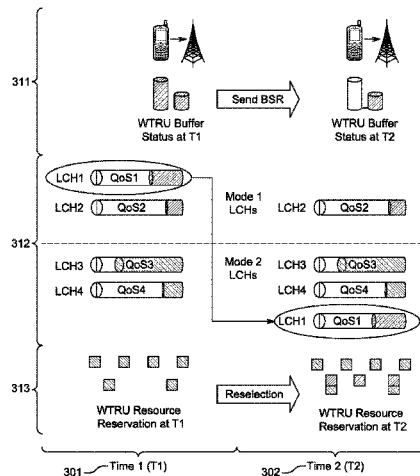 311
Send BSR
WTRU Buffer
Status at T1
WTRU Buffer
Status at T2
312
LCH1
QoS1
LCH2
QoS2
Mode 1
LCHs
LCH2
QoS2
LCH3
QoS3
LCH4
QoS4
Mode 2
LCHs
LCH3
QoS3
LCH4
QoS4
LCH1
QoS1
313
WTRU Resource
Reservation at T1
Reselection
WTRU Resource
Reservation at T2
301
Time 1 (T1)
302
Time 2 (T2)